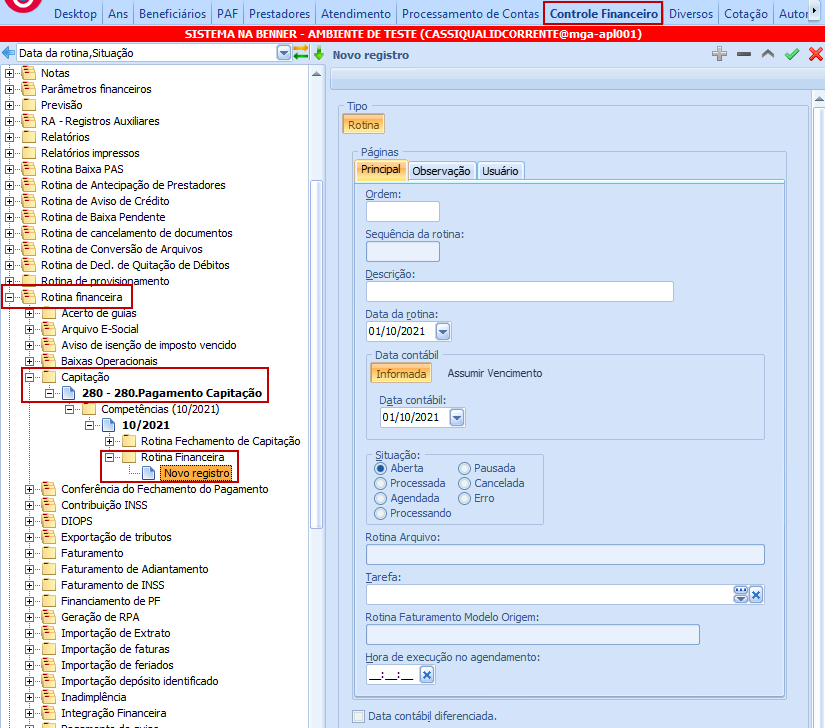 Desktop Ans Beneficiários PAF Prestadores Atendimento Processamento de Contas Controle Financeiro Diversos Cotação Autor
SISTEMA NA BENNER - AMBIENTE DE TESTE (CASSIQUALIDCORRENTE@mga-apl001)
Data da rotina,Situação
Notas
Parâmetros financeiros
Previsão
RA - Registros Auxiliares
Relatórios
Relatórios impressos
Rotina Baixa PAS
Rotina de Antecipação de Prestadores
Rotina de Aviso de Crédito
Rotina de Baixa Pendente
Rotina de cancelamento de documentos
Rotina de Conversão de Arquivos
Rotina de Decl. de Quitação de Débitos
Rotina de provisionamento
Rotina financeira
Acerto de guias
Arquivo E-Social
Aviso de isenção de imposto vencido
Baixas Operacionais
Capitação
280 - 280.Pagamento Capitação
Competências (10/2021)
10/2021
Rotina Fechamento de Capitação
Rotina Financeira
Novo registro
Conferência do Fechamento do Pagamento
Contribuição INSS
DIOPS
Exportação de tributos
Faturamento
Faturamento de Adiantamento
Faturamento de INSS
Financiamento de PF
Geração de RPA
Importação de Extrato
Importação de faturas
Importação de feriados
Importação depósito identificado
Inadimplência
Integração Financeira
Novo registro
Tipo
Rotina
Páginas
Principal Observação Usuário
Ordem:
Sequência da rotina:
Descrição:
Data da rotina:
01/10/2021
Data contábil
Informada Assumir Vencimento
Data contábil:
01/10/2021
Situação:
Aberta Pausada
Processada Cancelada
Agendada Erro
Processando
Rotina Arquivo:
Tarefa:
Rotina Faturamento Modelo Origem:
Hora de execução no agendamento:
__:__:__
Data contábil diferenciada.